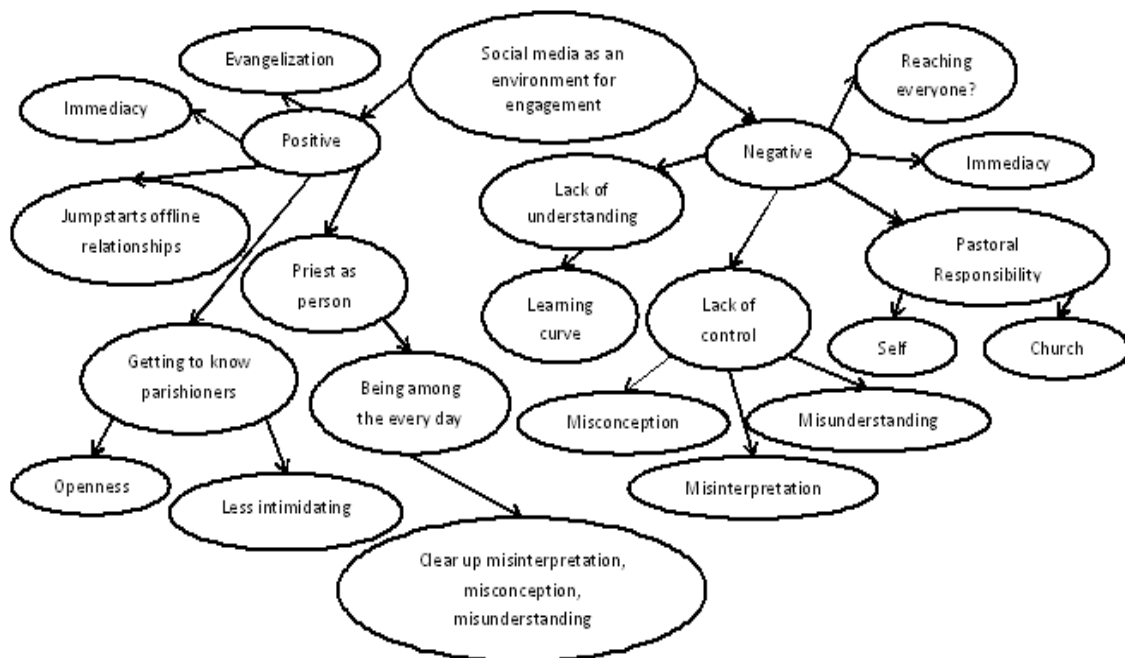 Social media as an
environment for
engagement
Evangelization
Immediacy
Positive
Jumpstarts offline
relationships
Priest as
person
Getting to know
parishioners
Being among
the every day
Openness
Less intimidating
Clear up misinterpretation,
misconception,
misunderstanding
Reaching
everyone?
Negative
Immediacy
Lack of
understanding
Pastoral
Responsibility
Learning
curve
Lack of
control
Self
Church
Misconception
Misunderstanding
Misinterpretation